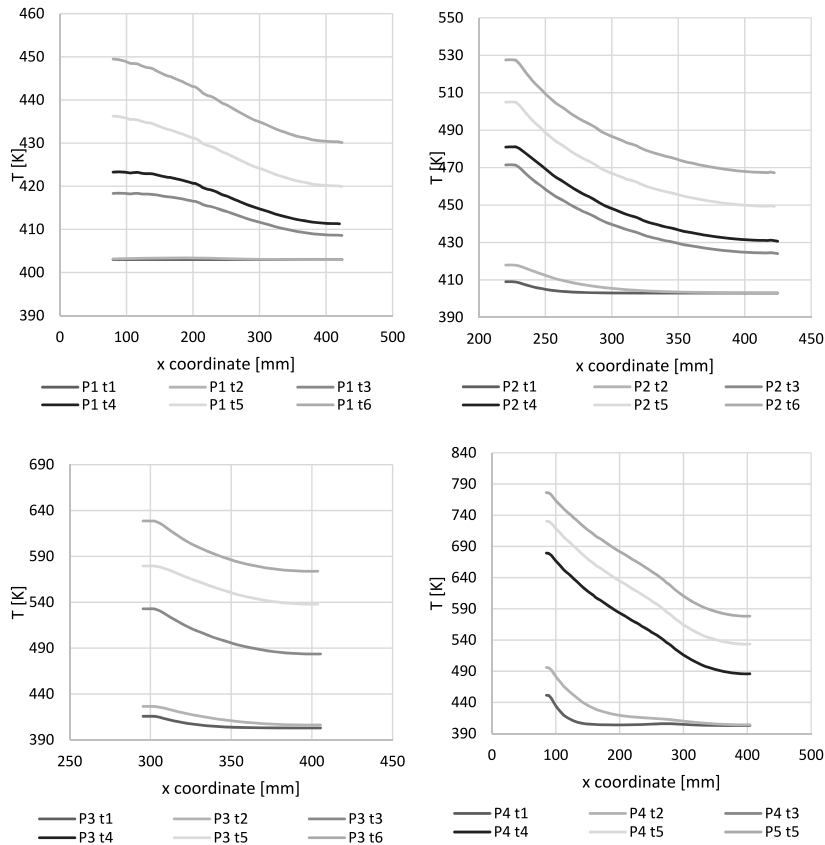 460
450
440
430
420
410
400
390
T [K]
0 100 200 300 400 500
x coordinate [mm]
P1 t1 P1 t2 P1 t3
P1 t4 P1 t5 P1 t6
550
530
510
490
470
450
430
410
390
T [K]
200 250 300 350 400 450
x coordinate [mm]
P2 t1 P2 t2 P2 t3
P2 t4 P2 t5 P2 t6
690
640
590
540
490
440
390
T [K]
250 300 350 400 450
x coordinate [mm]
P3 t1 P3 t2 P3 t3
P3 t4 P3 t5 P3 t6
840
790
740
690
640
590
540
490
440
390
T [K]
0 100 200 300 400 500
x coordinate [mm]
P4 t1 P4 t2 P4 t3
P4 t4 P4 t5 P5 t5